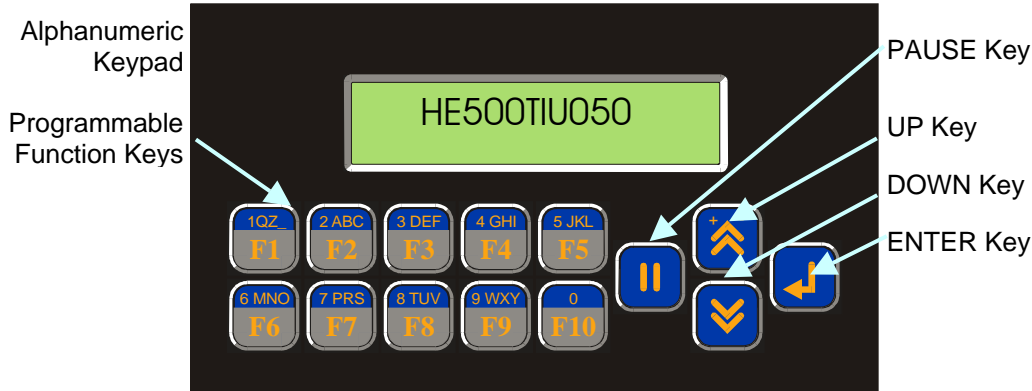 Alphanumeric
Keypad
Programmable
Function Keys
HE500TIU050
PAUSE Key
UP Key
DOWN Key
ENTER Key
1QZ_ 2 ABC 3 DEF 4 GHI 5 JKL
F1 F2 F3 F4 F5
+
6 MNO 7 PRS 8 TUV 9 WXY 0
F6 F7 F8 F9 F10